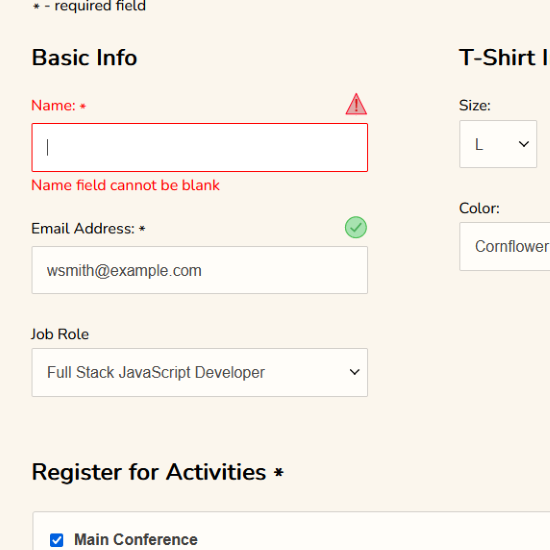 * - required field
Basic Info
Name: *
Name field cannot be blank
Email Address: *
wsmith@example.com
Job Role
Full Stack JavaScript Developer
T-Shirt I
Size:
L
Color:
Cornflower
Register for Activities *
Main Conference